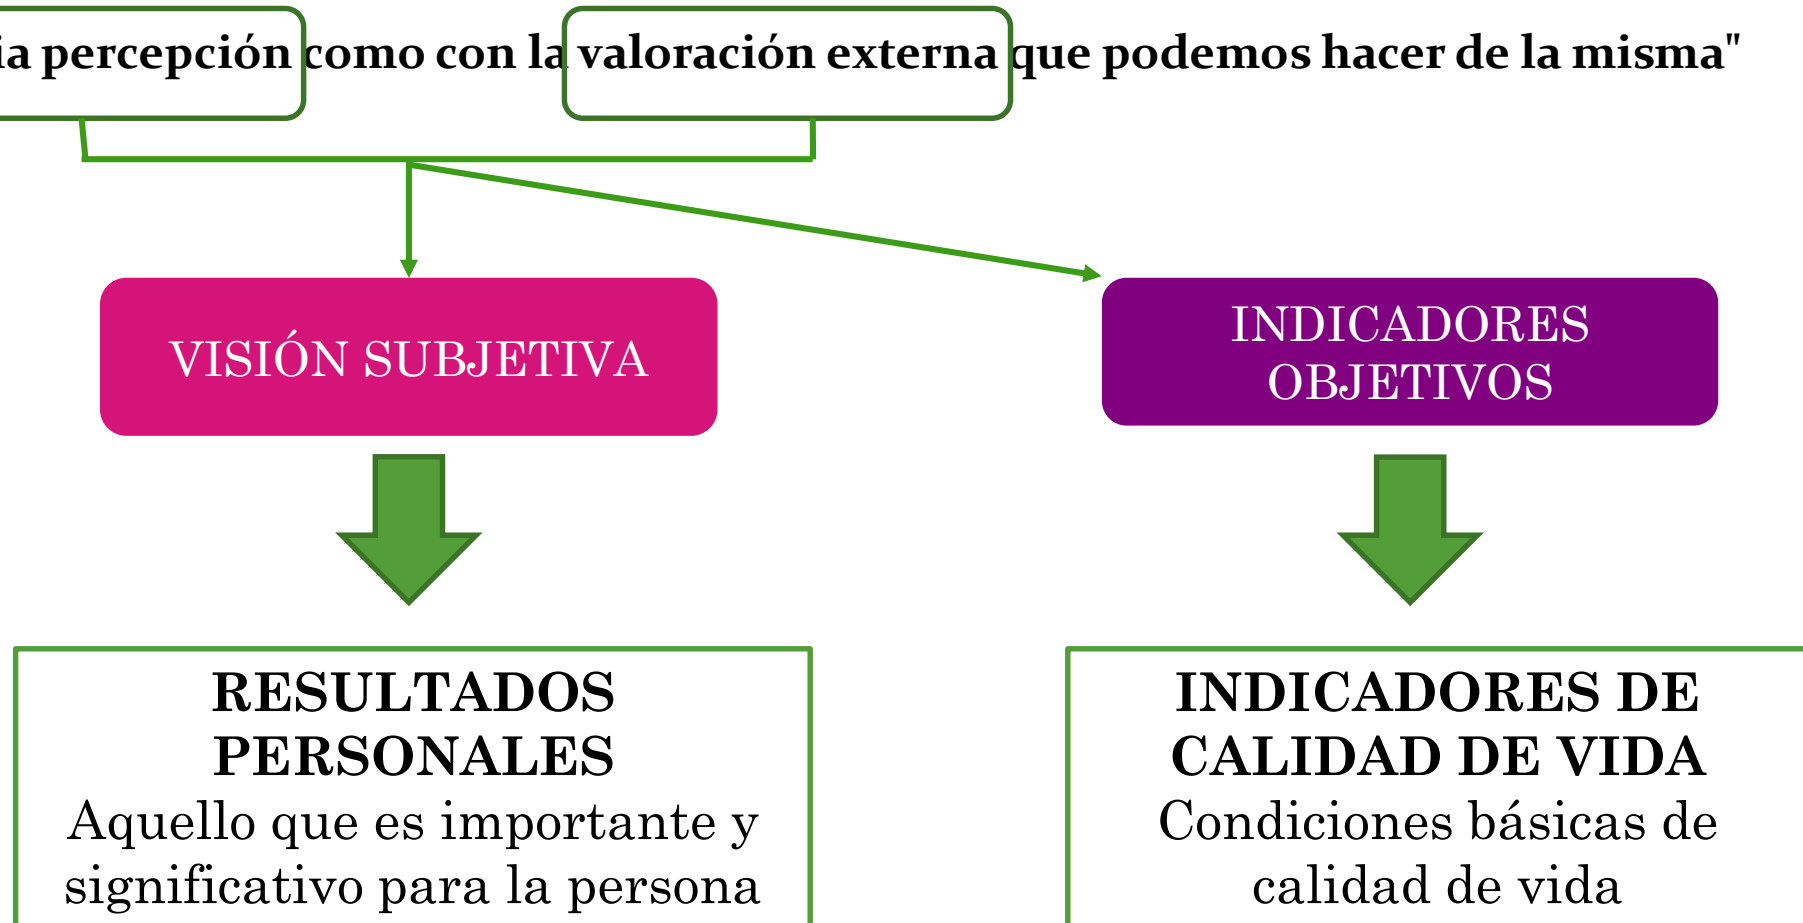 ia percepción como con la valoración externa que podemos hacer de la misma"
VISIÓN SUBJETIVA
INDICADORES
OBJETIVOS
RESULTADOS
PERSONALES
Aquello que es importante y
significativo para la persona
INDICADORES DE
CALIDAD DE VIDA
Condiciones básicas de
calidad de vida